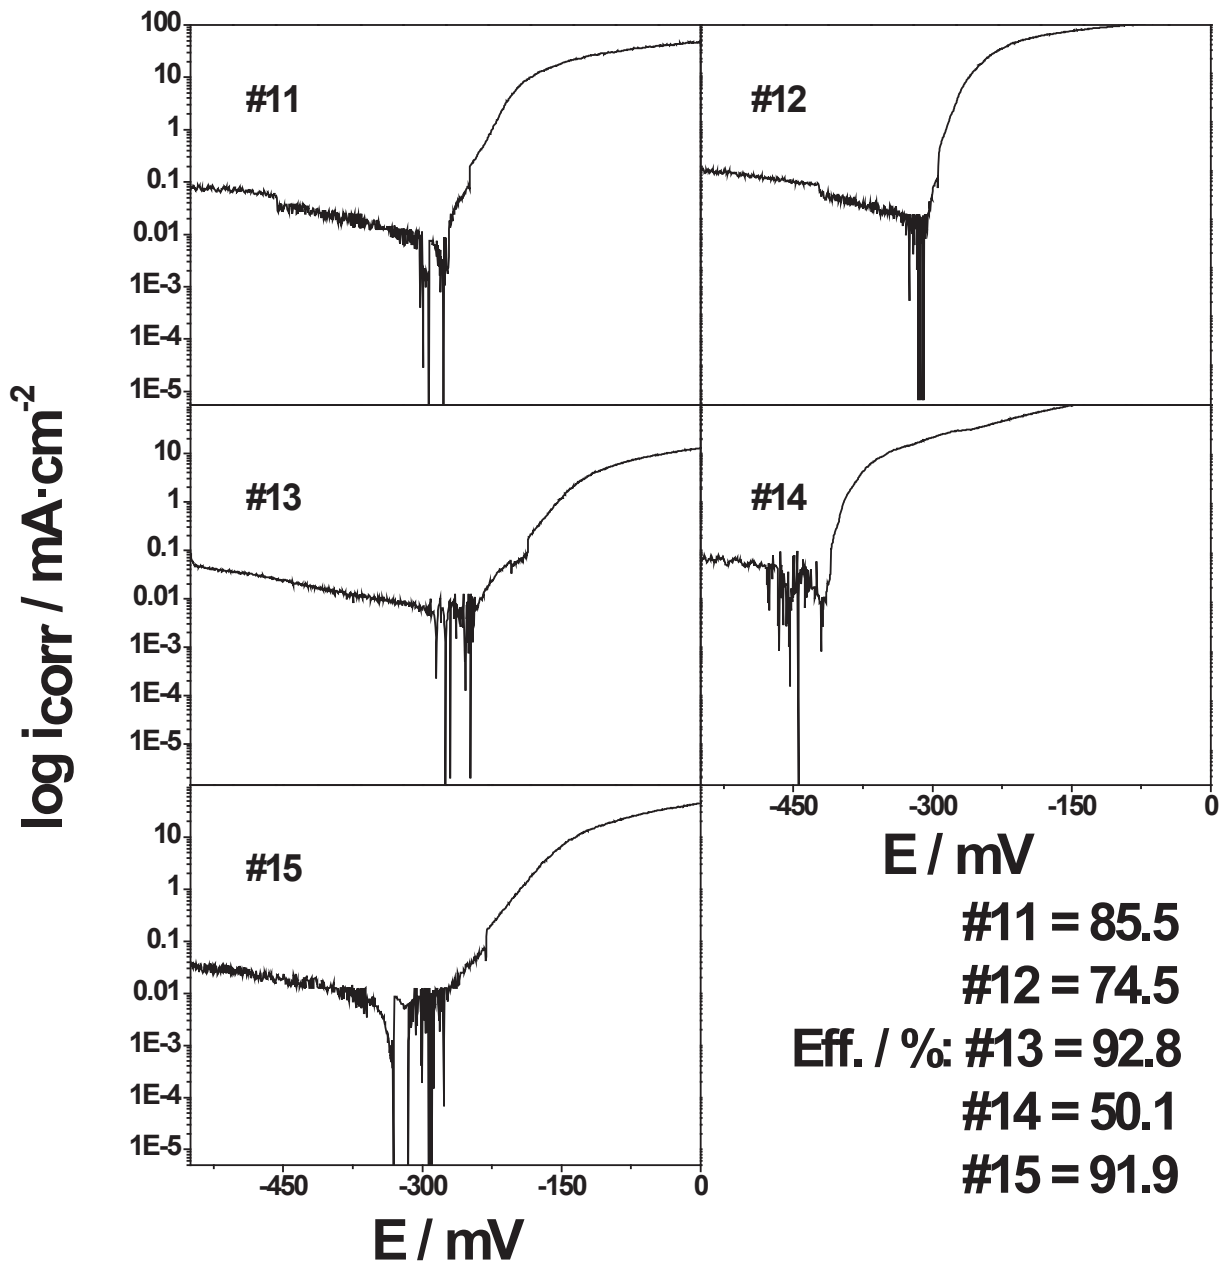 100
10
1
0.1
0.01
1E-3
1E-4
1E-5
#11
#12
10
1
0.1
0.01
1E-3
1E-4
1E-5
#13
#14
-450 -300 -150 0
E / mV
10
1
0.1
0.01
1E-3
1E-4
1E-5
#15
-450 -300 -150 0
E / mV
log icorr / mA·cm-2
#11 = 85.5
#12 = 74.5
Eff. / %: #13 = 92.8
#14 = 50.1
#15 = 91.9